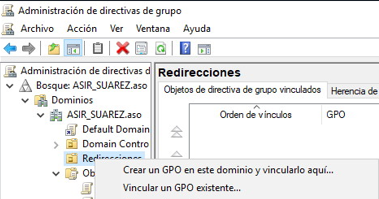 Administración de directivas de grupo
Archivo Acción Ver Ventana Ayuda
Administración de directivas d
Bosque: ASIR_SUAREZ.aso
Dominios
ASIR_SUAREZ.aso
Default Domain
Domain Contro
Redirecciones
Ob
Redirecciones
Objetos de directiva de grupo vinculados Herencia de
Orden de vínculos GPO
Crear un GPO en este dominio y vincularlo aquí...
Vincular un GPO existente...